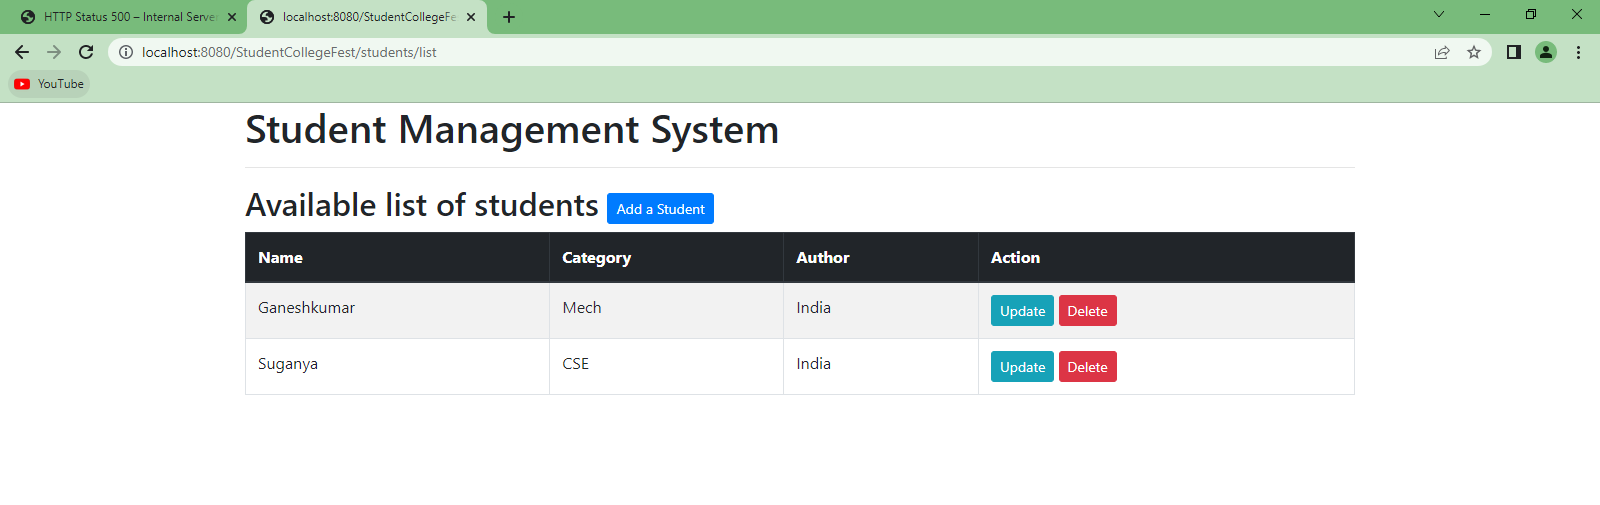 HTTP Status 500 – Internal Server
localhost:8080/StudentCollegeFe
localhost:8080/StudentCollegeFest/students/list
YouTube
Student Management System
Available list of students Add a Student
Name Category Author Action
Ganeshkumar Mech India Update Delete
Suganya CSE India Update Delete